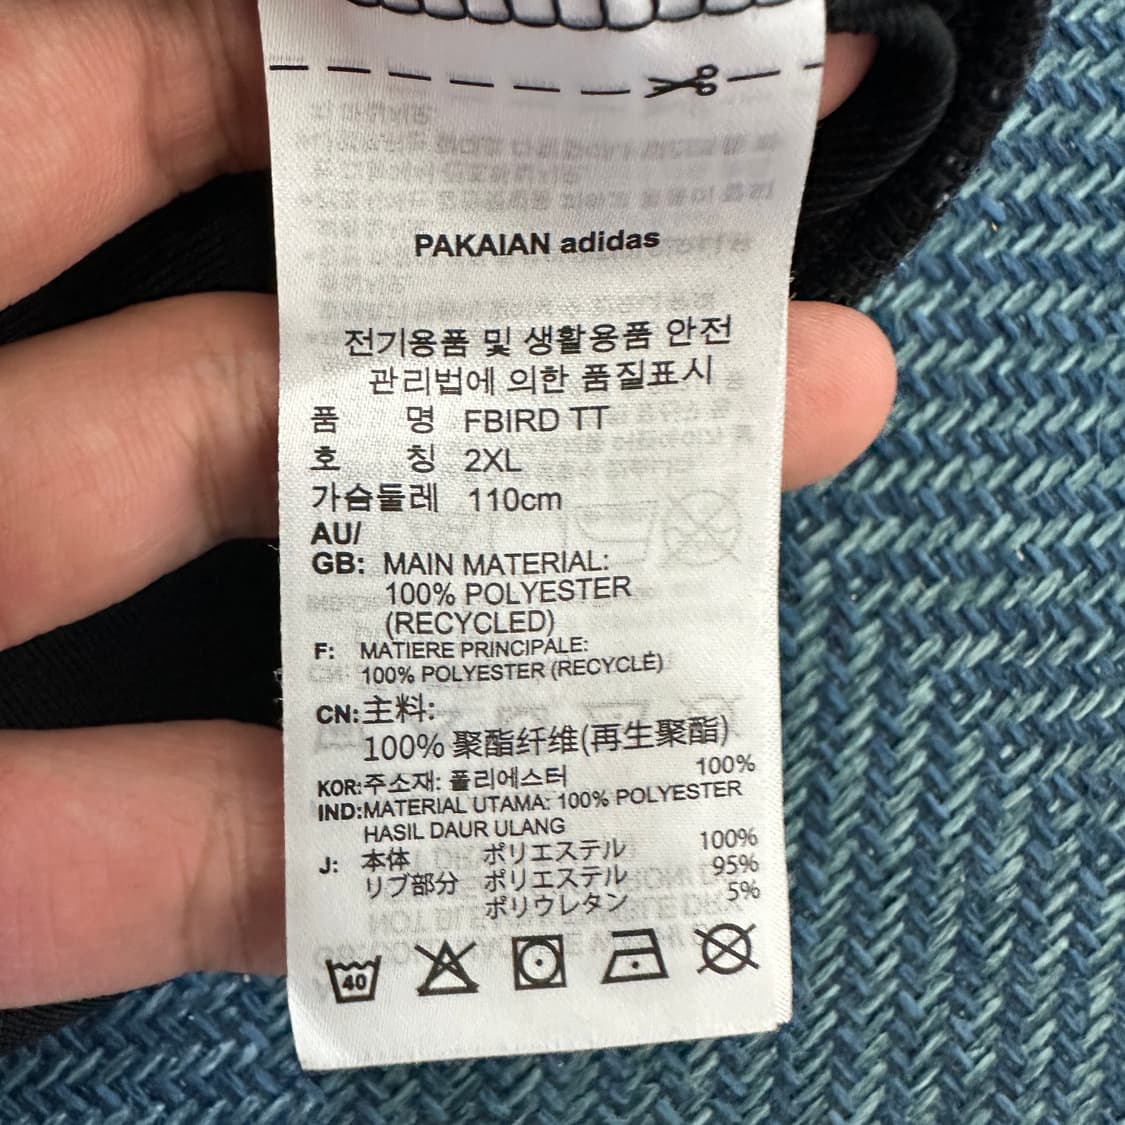 PAKAIAN adidas
전기용품 및 생활용품 안전
관리법에 의한 품질표시
품 명 FBIRD TT
호 칭 2XL
가슴둘레 110cm
AU/
GB: MAIN MATERIAL:
100% POLYESTER
(RECYCLED)
F: MATIERE PRINCIPALE:
100% POLYESTER (RECYCLÉ)
CN:主料:
100% 聚酯纤维(再生聚酯)
KOR:주소재: 폴리에스터 100%
IND:MATERIAL UTAMA: 100% POLYESTER
HASIL DAUR ULANG
J: 本体 ポリエステル 100%
リブ部分 ポリエステル 95%
ポリウレタン 5%
40